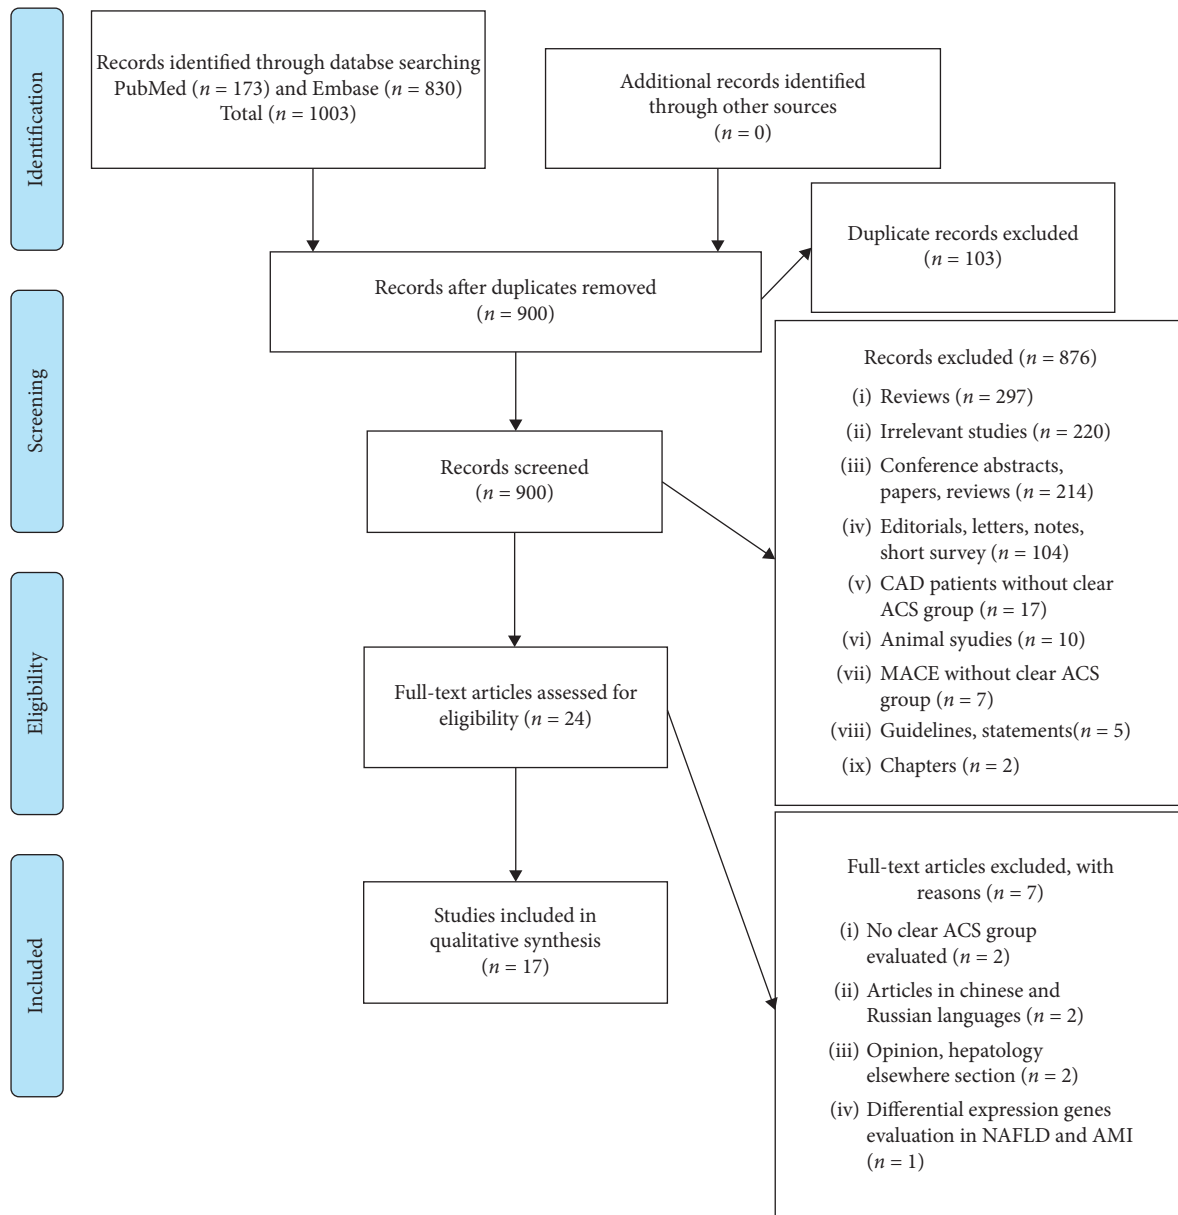 Identification
Records identified through databse searching
PubMed (n = 173) and Embase (n = 830)
Total (n = 1003)
Additional records identified
through other sources
(n = 0)
Duplicate records excluded
(n = 103)
Records after duplicates removed
(n = 900)
Screening
Records screened
(n = 900)
Records excluded (n = 876)
(i) Reviews (n = 297)
(ii) Irrelevant studies (n = 220)
(iii) Conference abstracts,
papers, reviews (n = 214)
(iv) Editorials, letters, notes,
short survey (n = 104)
(v) CAD patients without clear
ACS group (n = 17)
(vi) Animal syudies (n = 10)
(vii) MACE without clear ACS
group (n = 7)
(viii) Guidelines, statements(n = 5)
(ix) Chapters (n = 2)
Eligibility
Full-text articles assessed for
eligibility (n = 24)
Full-text articles excluded, with
reasons (n = 7)
(i) No clear ACS group
evaluated (n = 2)
(ii) Articles in chinese and
Russian languages (n = 2)
(iii) Opinion, hepatology
elsewhere section (n = 2)
(iv) Differential expression genes
evaluation in NAFLD and AMI
(n = 1)
Included
Studies included in
qualitative synthesis
(n = 17)